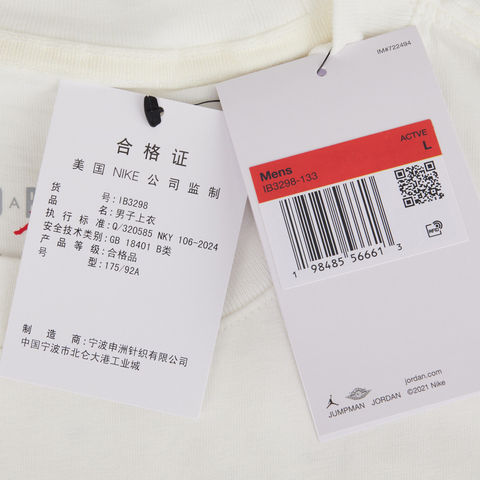 合格证
美国 NIKE 公司监制
货 号: IB3298
品 名: 男子上衣
执行标准: Q/320585 NKY 106-2024
安全技术类别: GB 18401 B类
产品等级: 合格品
号 型: 175/92A
制造商: 宁波申洲针织有限公司
中国宁波市北仑大港工业城
IM#722494
ACTVE
Mens
L
IB3298-133
1 98485 56661 3
RFID
jordan.com
©2021 Nike
JUMPMAN JORDAN